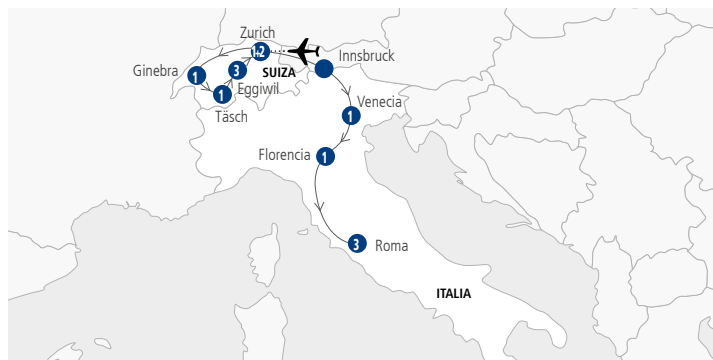 Zurich
1+2
Innsbruck
Ginebra
1
3
SUIZA
1
Eggiwil
Täsch
Venecia
1
Florencia
1
3
Roma
ITALIA